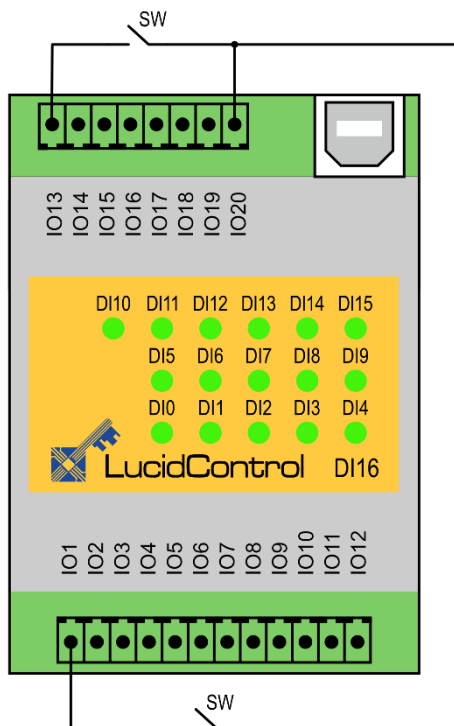 SW
IO13 IO14 IO15 IO16 IO17 IO18 IO19 IO20
DI10 DI11 DI12 DI13 DI14 DI15
DI5 DI6 DI7 DI8 DI9
DI0 DI1 DI2 DI3 DI4
LucidControl DI16
IO1 IO2 IO3 IO4 IO5 IO6 IO7 IO8 IO9 IO10 IO11 IO12
SW